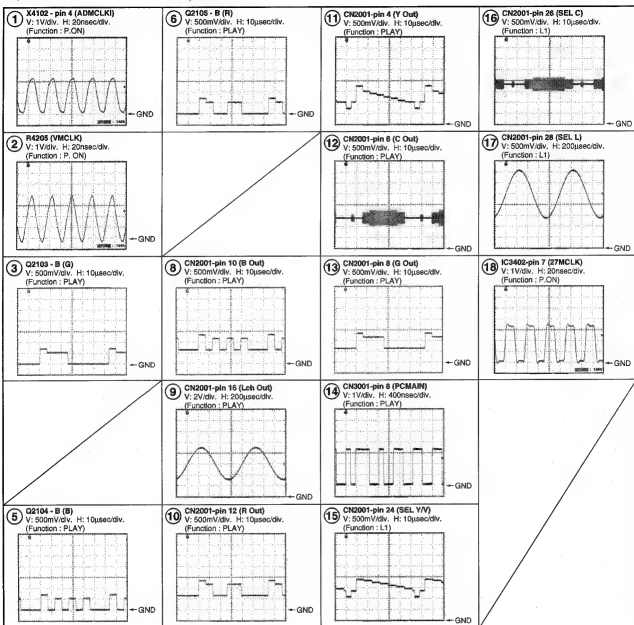 1 X4102 - pin 4 (ADMCLKI)
V: 1V/div. H: 20nsec/div.
(Function : P.ON)
GND
2 R4205 (VMCLK)
V: 1V/div. H: 20nsec/div.
(Function : P. ON)
GND
3 Q2103 - B (G)
V: 500mV/div. H: 10µsec/div.
(Function : PLAY)
GND
5 Q2104 - B (B)
V: 500mV/div. H: 10µsec/div.
(Function : PLAY)
GND
6 Q2105 - B (R)
V: 500mV/div. H: 10µsec/div.
(Function : PLAY)
GND
8 CN2001-pin 10 (B Out)
V: 500mV/div. H: 10µsec/div.
(Function : PLAY)
GND
9 CN2001-pin 16 (Lch Out)
V: 2V/div. H: 200µsec/div.
(Function : PLAY)
GND
10 CN2001-pin 12 (R Out)
V: 500mV/div. H: 10µsec/div.
(Function : PLAY)
GND
11 CN2001-pin 4 (Y Out)
V: 500mV/div. H: 10µsec/div.
(Function : PLAY)
GND
12 CN2001-pin 6 (C Out)
V: 500mV/div. H: 10µsec/div.
(Function : PLAY)
GND
13 CN2001-pin 8 (G Out)
V: 500mV/div. H: 10µsec/div.
(Function : PLAY)
GND
14 CN3001-pin 8 (PCMAIN)
V: 1V/div. H: 400nsec/div.
(Function : PLAY)
GND
15 CN2001-pin 24 (SEL Y/V)
V: 500mV/div. H: 10µsec/div.
(Function : L1)
GND
16 CN2001-pin 26 (SEL C)
V: 500mV/div. H: 10µsec/div.
(Function : L1)
GND
17 CN2001-pin 28 (SEL L)
V: 500mV/div. H: 200µsec/div.
(Function : L1)
GND
18 IC3402-pin 7 (27MCLK)
V: 1V/div. H: 20nsec/div.
(Function : P.ON)
GND